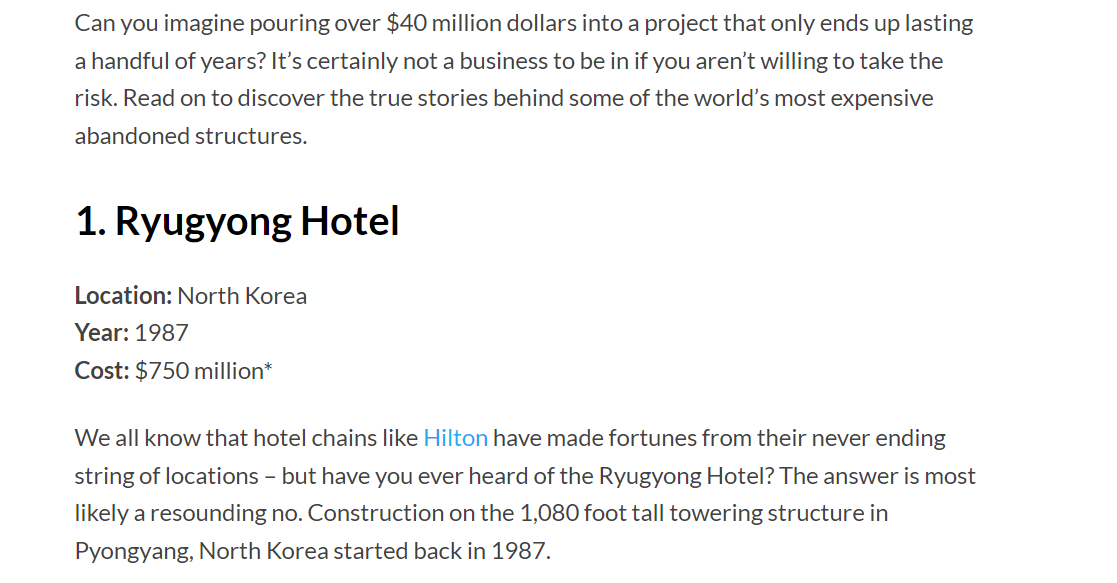 Can you imagine pouring over $40 million dollars into a project that only ends up lasting
a handful of years? It’s certainly not a business to be in if you aren’t willing to take the
risk. Read on to discover the true stories behind some of the world’s most expensive
abandoned structures.
1. Ryugyong Hotel
Location: North Korea
Year: 1987
Cost: $750 million*
We all know that hotel chains like Hilton have made fortunes from their never ending
string of locations – but have you ever heard of the Ryugyong Hotel? The answer is most
likely a resounding no. Construction on the 1,080 foot tall towering structure in
Pyongyang, North Korea started back in 1987.